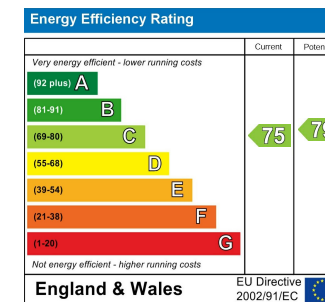 Energy Efficiency Rating
Current
Very energy efficient - lower running costs
(92 plus) A
(81-91) B
(69-80) C
75
(55-68) D
(39-54) E
(21-38) F
(1-20) G
Not energy efficient - higher running costs
England & Wales
EU Directive
2002/91/EC